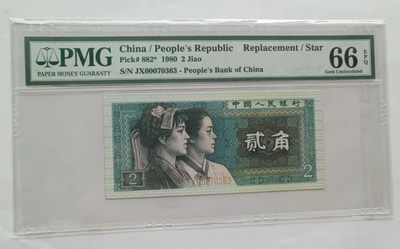 PMG
PAPER MONEY GUARANTY
China / People's Republic Replacement / Star
Pick# 882* 1980 2 Jiao
S/N JX00070363 - People's Bank of China
66 EPQ
Gem Uncirculated
中国人民银行
贰角
2 2
JX00070363